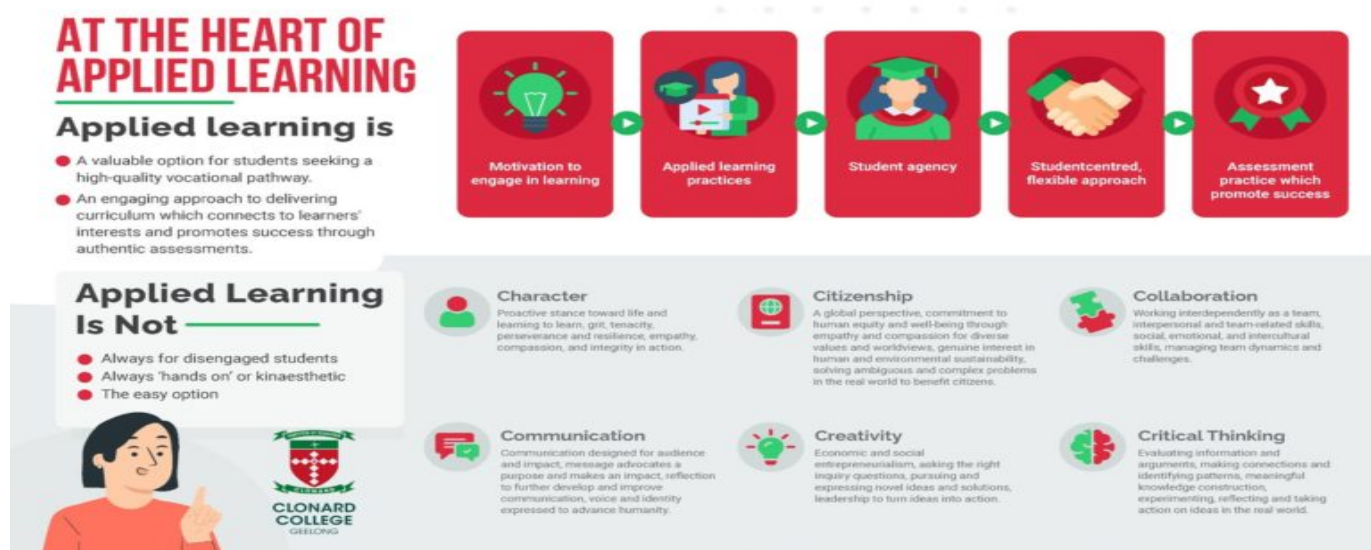 AT THE HEART OF
APPLIED LEARNING
Applied learning is
A valuable option for students seeking a
high-quality vocational pathway.
An engaging approach to delivering
curriculum which connects to learners'
interests and promotes success through
authentic assessments.
Motivation to
engage in learning
Applied learning
practices
Student agency
Studentcentred,
flexible approach
Assessment
practice which
promote success
Applied Learning
Is Not
Always for disengaged students
Always 'hands on' or kinaesthetic
The easy option
Character
Proactive stance toward life and
learning to learn, grit, tenacity,
perseverance and resilience, empathy,
compassion, and integrity in action.
Citizenship
A global perspective, commitment to
human equity and well-being through
empathy and compassion for diverse
values and worldviews, genuine interest in
human and environmental sustainability,
solving ambiguous and complex problems
in the real world to benefit citizens.
Collaboration
Working interdependently as a team,
interpersonal and team-related skills,
social, emotional, and intercultural
skills, managing team dynamics and
challenges.
Communication
Communication designed for audience
and impact, message advocates a
purpose and makes an impact, reflection
to further develop and improve
communication, voice and identity
expressed to advance humanity.
Creativity
Economic and social
entrepreneurialism, asking the right
inquiry questions, pursuing and
expressing novel ideas and solutions,
leadership to turn ideas into action.
Critical Thinking
Evaluating information and
arguments, making connections and
identifying patterns, meaningful
knowledge construction,
experimenting, reflecting and taking
action on ideas in the real world.
CLONARD
CLONARD
COLLEGE
GEELONG